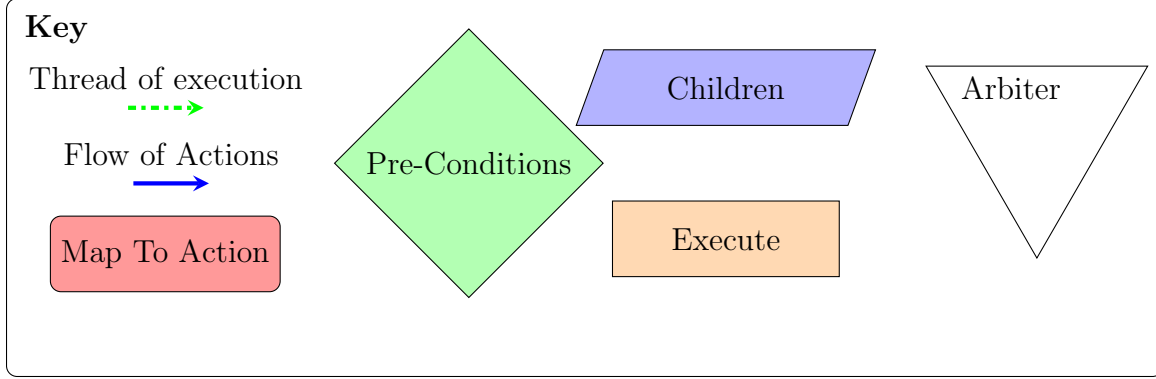 Key
Thread of execution
Flow of Actions
Map To Action
Pre-Conditions
Children
Execute
Arbiter